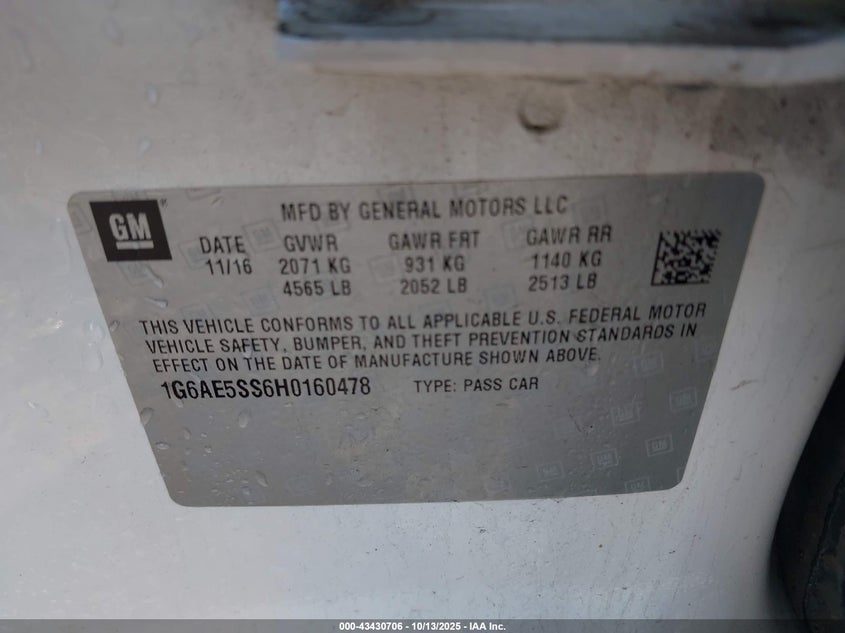 GM ®
MFD BY GENERAL MOTORS LLC
DATE GVWR GAWR FRT GAWR RR
11/16 2071 KG 931 KG 1140 KG
4565 LB 2052 LB 2513 LB
THIS VEHICLE CONFORMS TO ALL APPLICABLE U.S. FEDERAL MOTOR
VEHICLE SAFETY, BUMPER, AND THEFT PREVENTION STANDARDS IN
EFFECT ON THE DATE OF MANUFACTURE SHOWN ABOVE.
1G6AE5SS6H0160478 TYPE: PASS CAR
000-43430706 - 10/13/2025 - IAA Inc.